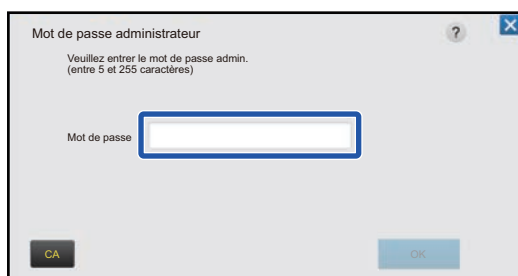 Mot de passe administrateur
?
Veuillez entrer le mot de passe admin.
(entre 5 et 255 caractères)
Mot de passe
CA
OK